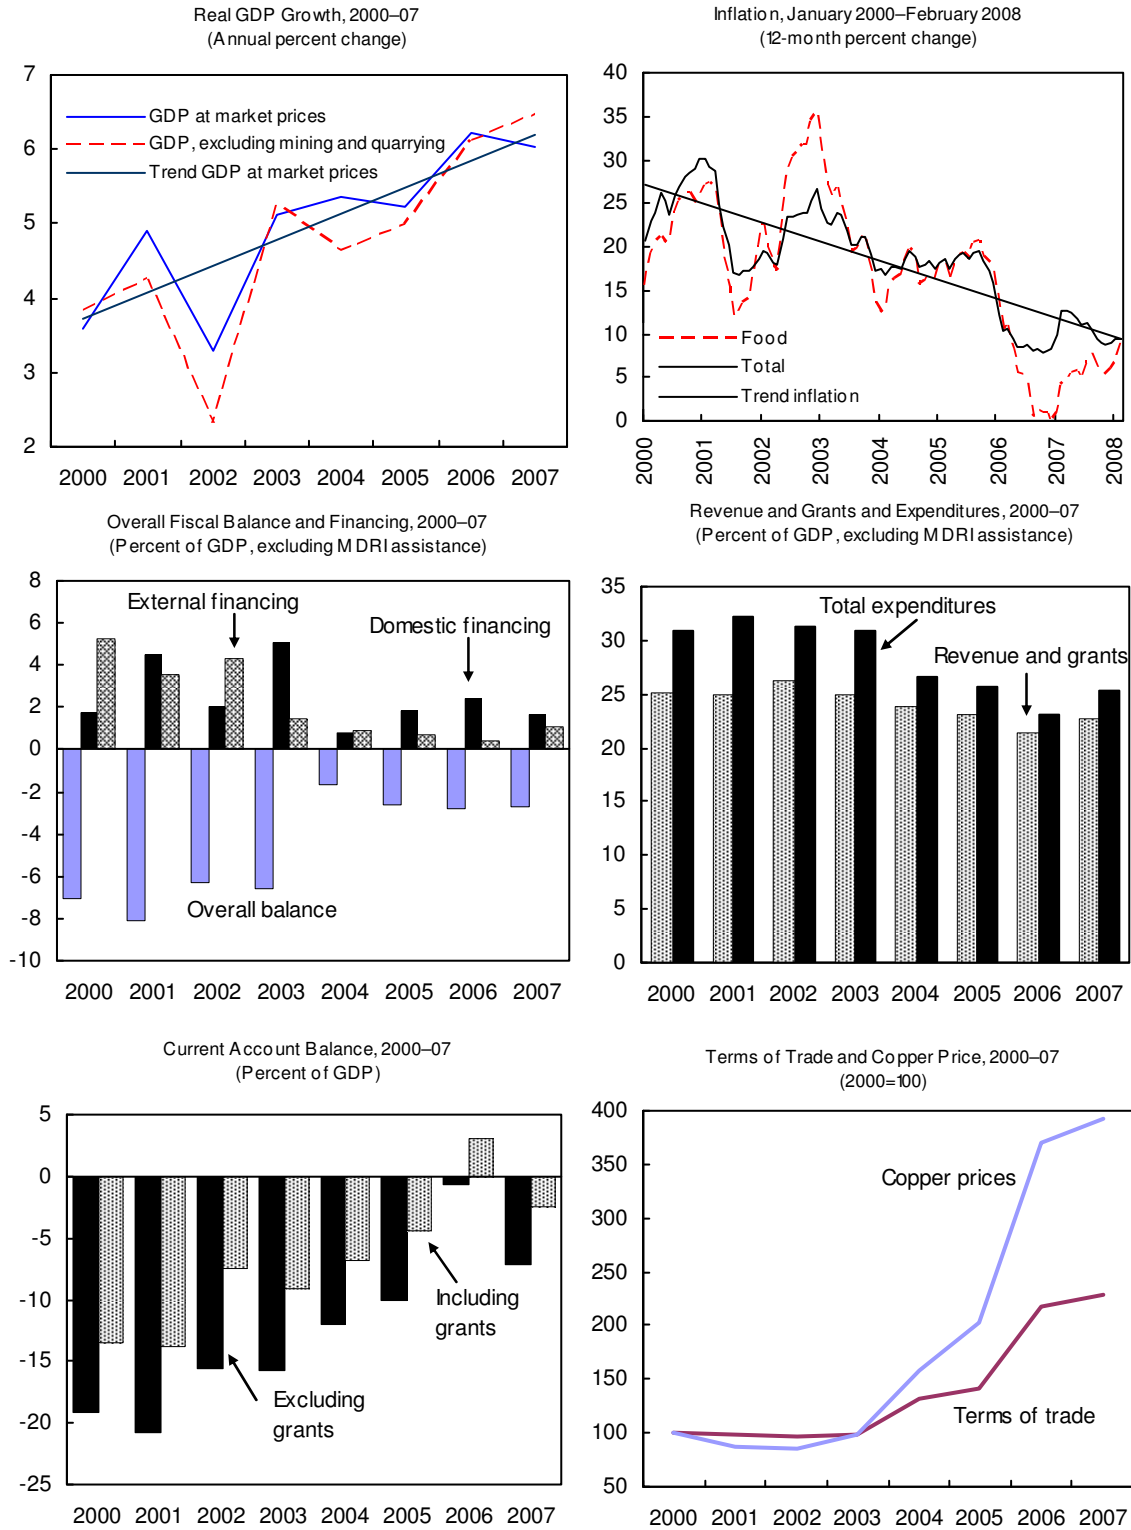 Real GDP Growth, 2000–07
(Annual percent change)
7
6
5
4
3
2
GDP at market prices
GDP, excluding mining and quarrying
Trend GDP at market prices
2000 2001 2002 2003 2004 2005 2006 2007
Inflation, January 2000–February 2008
(12-month percent change)
40
35
30
25
20
15
10
5
0
Food
Total
Trend inflation
2000 2001 2002 2003 2004 2005 2006 2007 2008
Overall Fiscal Balance and Financing, 2000–07
(Percent of GDP, excluding MDRI assistance)
8
6
4
2
0
-2
-4
-6
-8
-10
External financing
Domestic financing
Overall balance
2000 2001 2002 2003 2004 2005 2006 2007
Revenue and Grants and Expenditures, 2000–07
(Percent of GDP, excluding MDRI assistance)
35
30
25
20
15
10
5
0
Total expenditures
Revenue and grants
2000 2001 2002 2003 2004 2005 2006 2007
Current Account Balance, 2000–07
(Percent of GDP)
5
0
-5
-10
-15
-20
-25
Including
grants
Excluding
grants
2000 2001 2002 2003 2004 2005 2006 2007
Terms of Trade and Copper Price, 2000–07
(2000=100)
400
350
300
250
200
150
100
50
Copper prices
Terms of trade
2000 2001 2002 2003 2004 2005 2006 2007